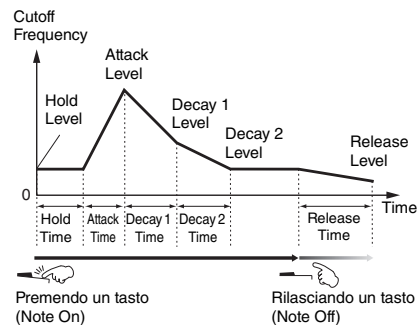 Cutoff
Frequency
Attack
Level
Hold
Level
Decay 1
Level
Decay 2
Level
Release
Level
0
Time
Hold
Time
Attack
Time
Decay 1
Time
Decay 2
Time
Release
Time
Premendo un tasto
(Note On)
Rilasciando un tasto
(Note Off)